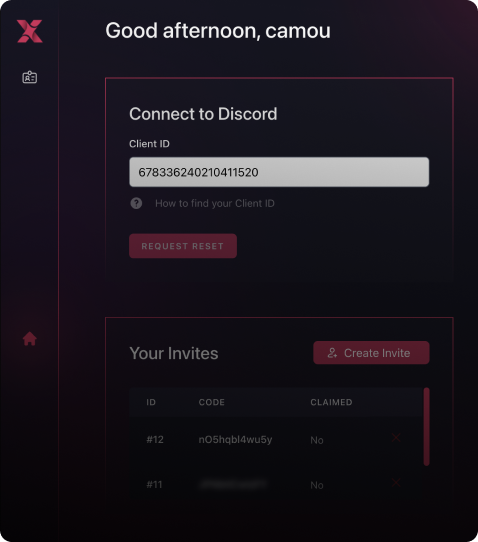 Good afternoon, camou
Connect to Discord
Client ID
678336240210411520
How to find your Client ID
REQUEST RESET
Your Invites
Create Invite
ID CODE CLAIMED
#12 nO5hqbl4wu5y No
#11 No